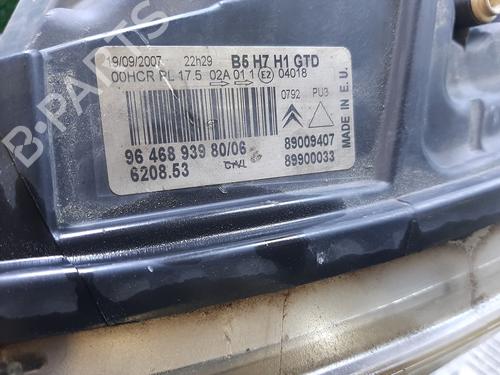 19/09/2007 22h29 B5 H7 H1 GTD
00HCR PL 17.5 02A 01 1 E2 04018
0792 PU3
MADE IN E.U.
96 468 939 80/06
6208.53
89009407
89900033
B-PARTS